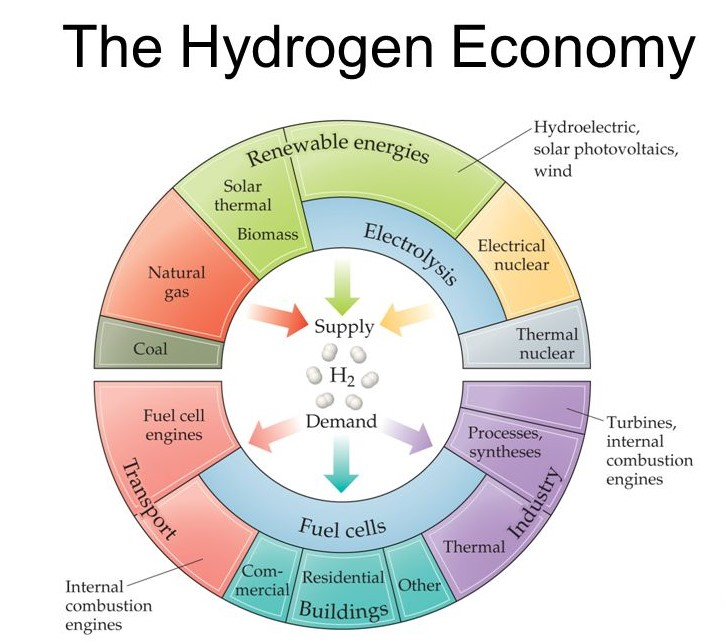 The Hydrogen Economy
Hydroelectric,
solar photovoltaics,
wind
Renewable energies
Solar
thermal
Biomass
Electrolysis
Electrical
nuclear
Natural
gas
Supply
Thermal
nuclear
Coal
H₂
Demand
Fuel cell
engines
Processes,
syntheses
Turbines,
internal
combustion
engines
Transport
Industry
Fuel cells
Thermal
Com-
mercial
Residential
Other
Buildings
Internal
combustion
engines